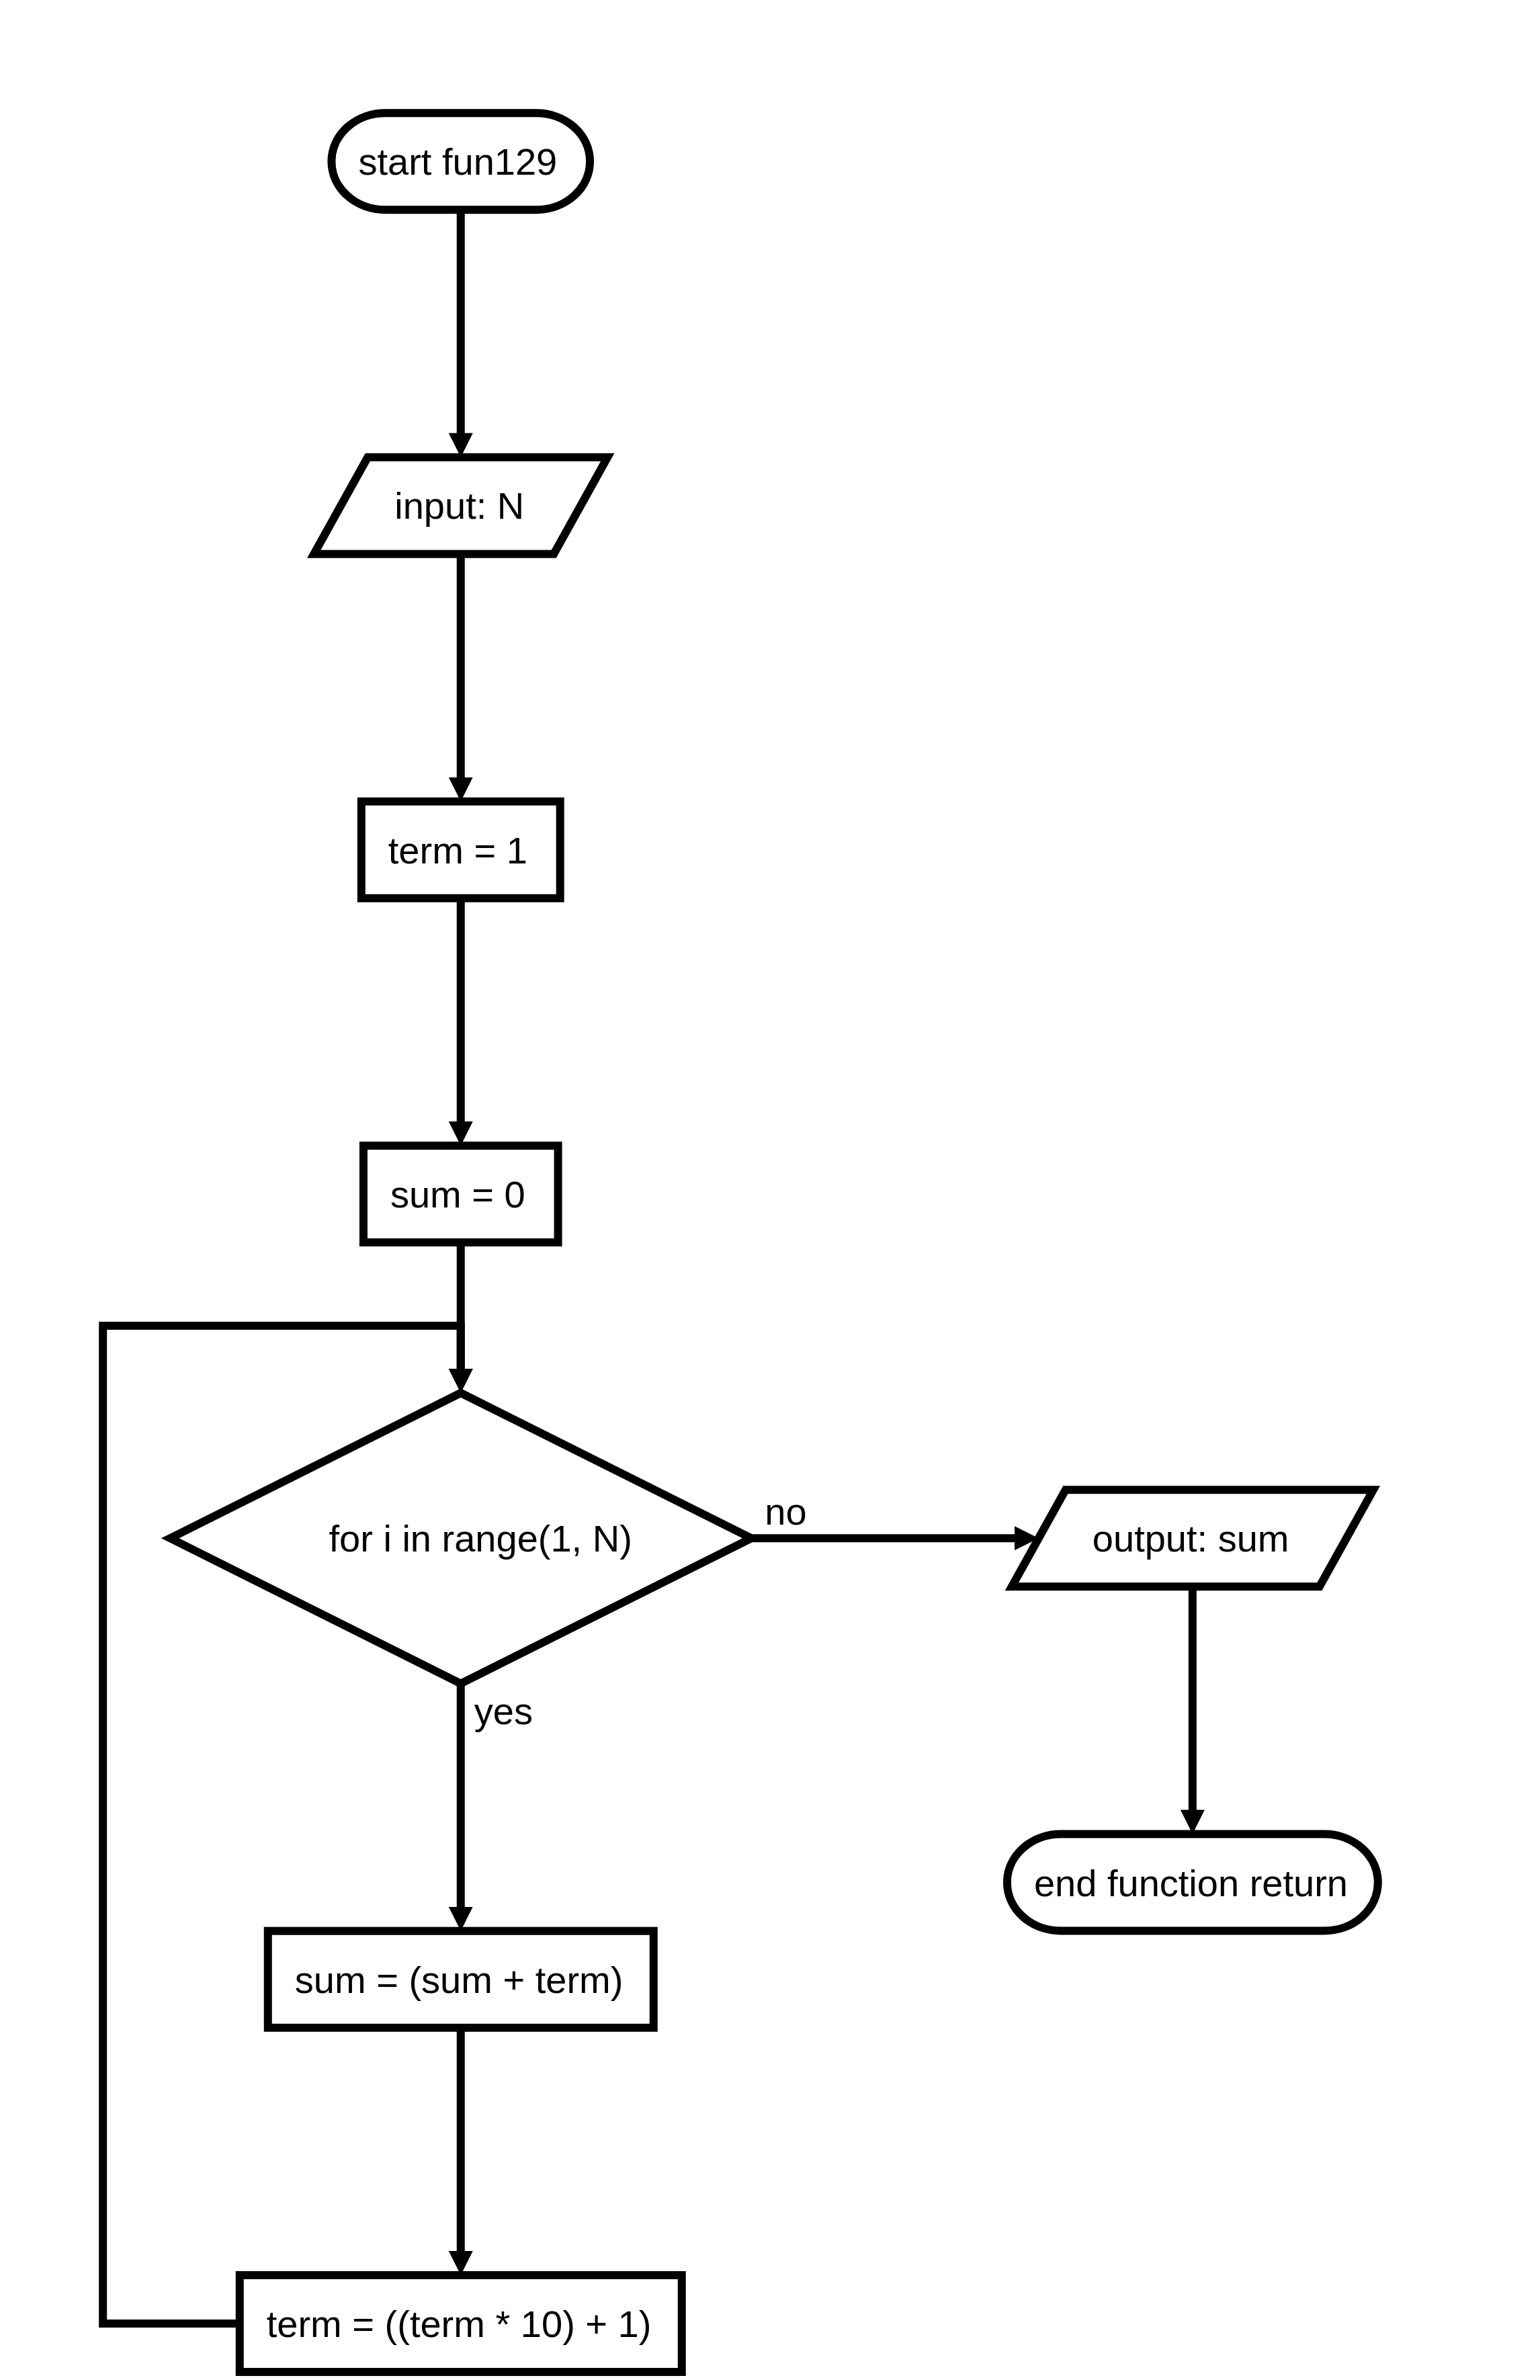 start fun129
input: N
term = 1
sum = 0
for i in range(1, N)
no
output: sum
yes
end function return
sum = (sum + term)
term = ((term * 10) + 1)